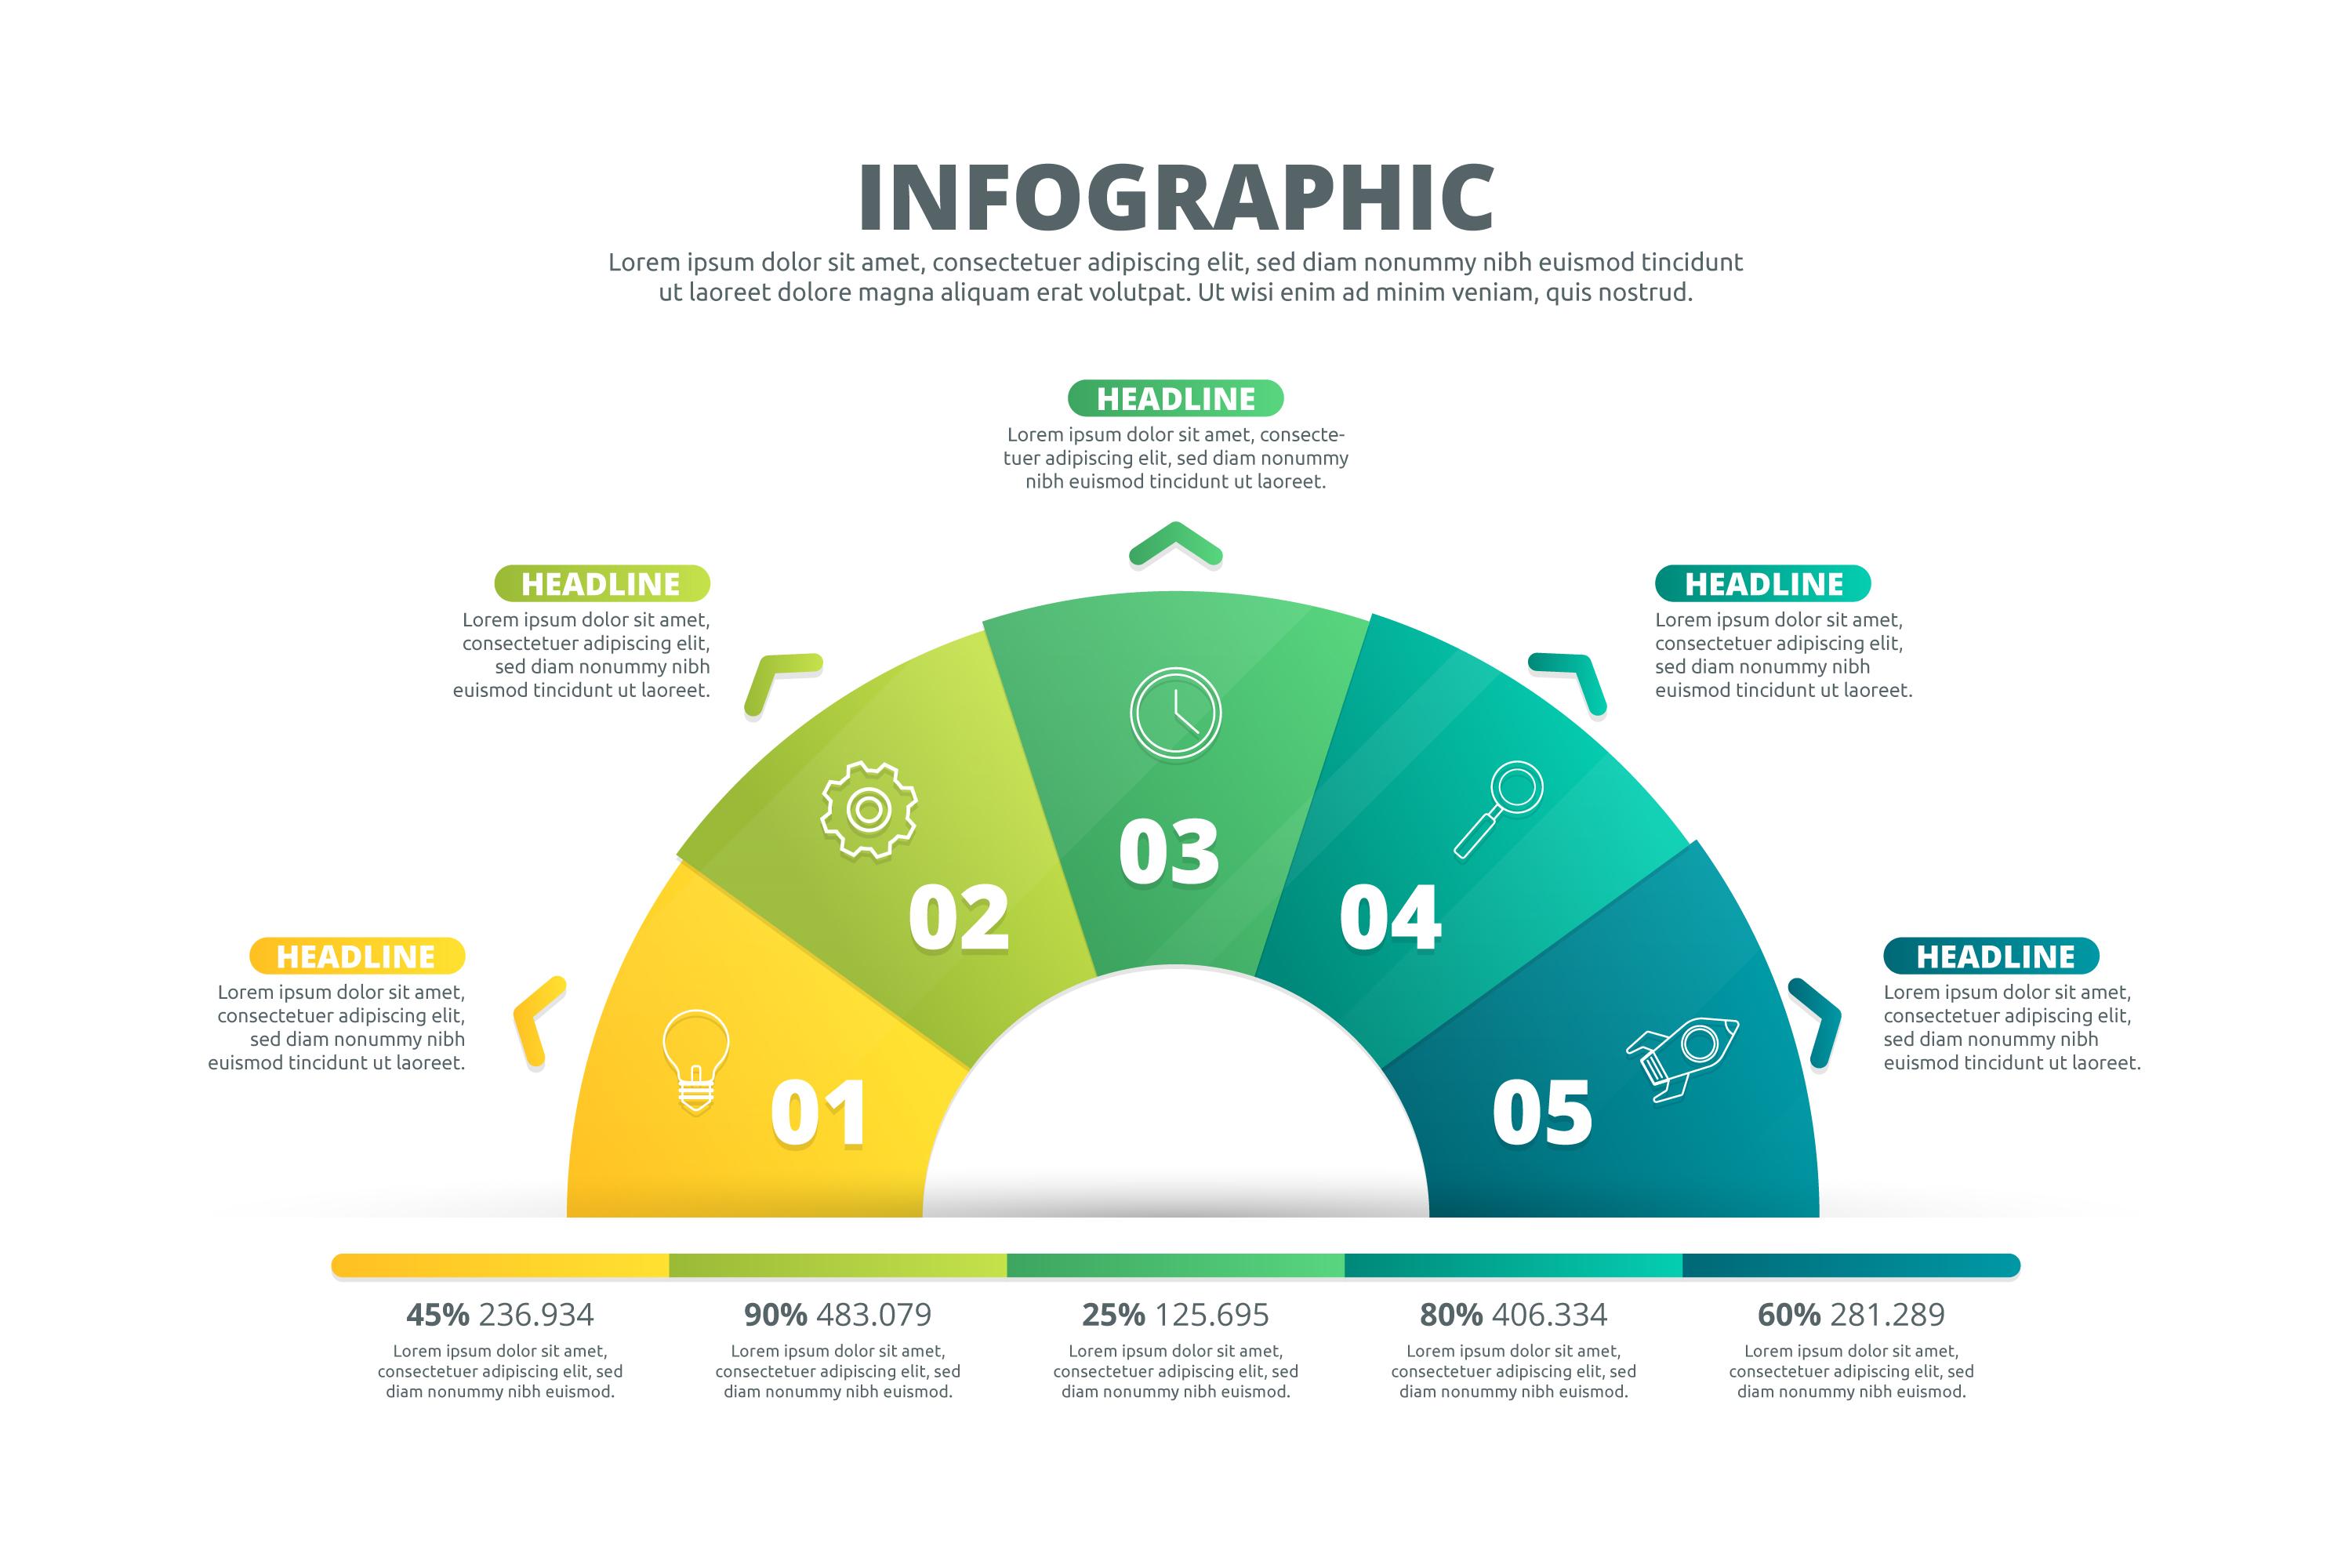 INFOGRAPHIC
Lorem ipsum dolor sit amet, consectetuer adipiscing elit, sed diam nonummy nibh euismod tincidunt
ut laoreet dolore magna aliquam erat volutpat. Ut wisi enim ad minim veniam, quis nostrud.
HEADLINE
Lorem ipsum dolor sit amet,
consectetuer adipiscing elit,
sed diam nonummy nibh
euismod tincidunt ut laoreet.
HEADLINE
Lorem ipsum dolor sit amet,
consectetuer adipiscing elit,
sed diam nonummy nibh
euismod tincidunt ut laoreet.
HEADLINE
Lorem ipsum dolor sit amet, consecte-
tuer adipiscing elit, sed diam nonummy
nibh euismod tincidunt ut laoreet.
HEADLINE
Lorem ipsum dolor sit amet,
consectetuer adipiscing elit,
sed diam nonummy nibh
euismod tincidunt ut laoreet.
HEADLINE
Lorem ipsum dolor sit amet,
consectetuer adipiscing elit,
sed diam nonummy nibh
euismod tincidunt ut laoreet.
01
02
03
04
05
45% 236.934
Lorem ipsum dolor sit amet,
consectetuer adipiscing elit, sed
diam nonummy nibh euismod.
90% 483.079
Lorem ipsum dolor sit amet,
consectetuer adipiscing elit, sed
diam nonummy nibh euismod.
25% 125.695
Lorem ipsum dolor sit amet,
consectetuer adipiscing elit, sed
diam nonummy nibh euismod.
80% 406.334
Lorem ipsum dolor sit amet,
consectetuer adipiscing elit, sed
diam nonummy nibh euismod.
60% 281.289
Lorem ipsum dolor sit amet,
consectetuer adipiscing elit, sed
diam nonummy nibh euismod.